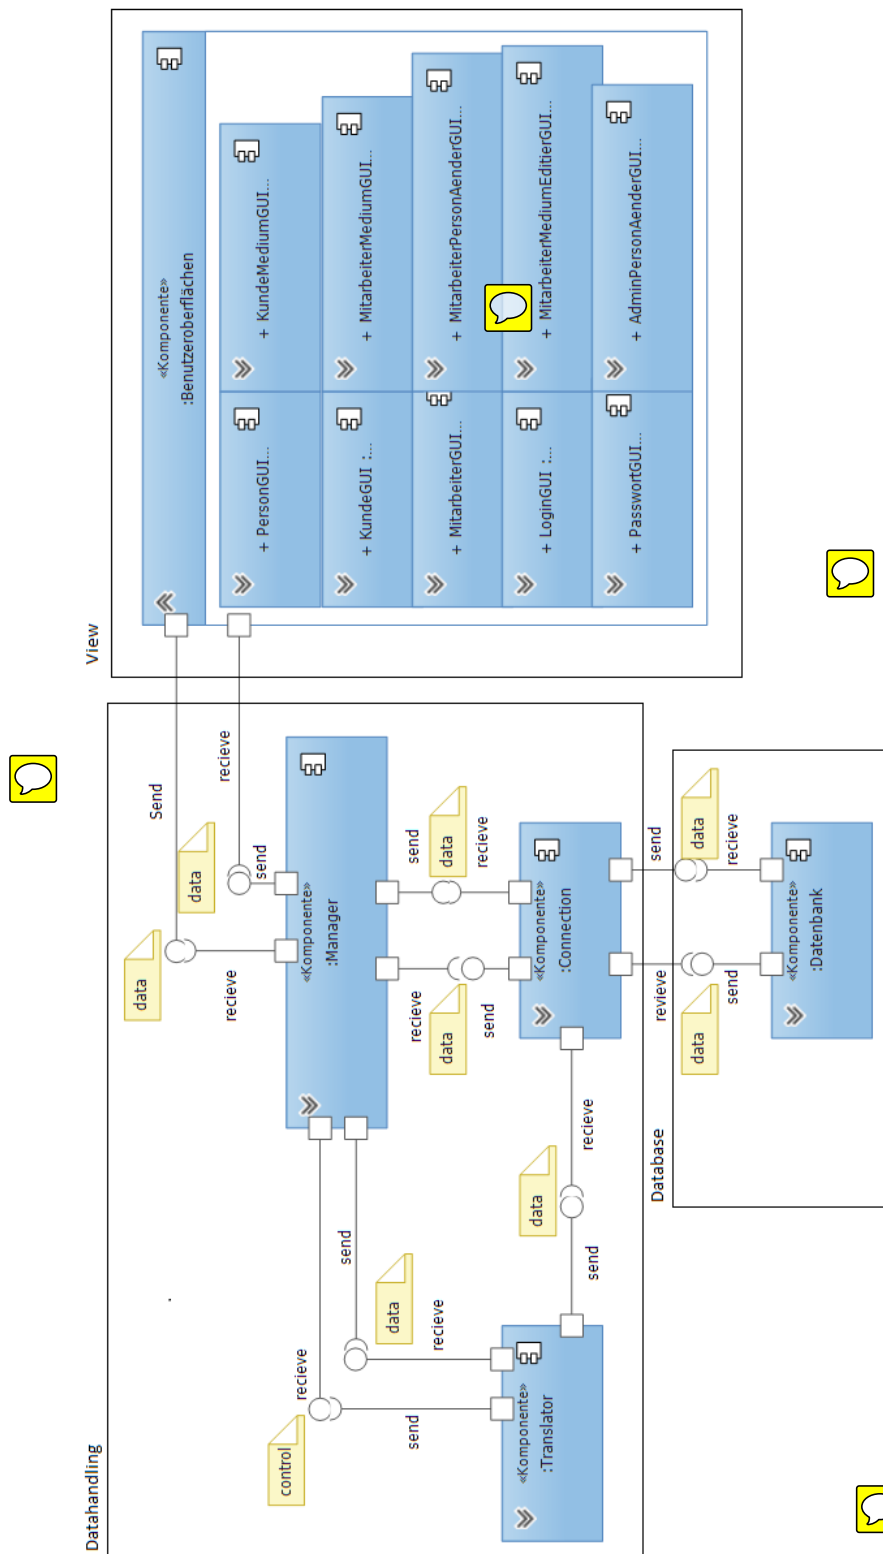 View
«Komponente»
:Benutzeroberflächen
+ PersonGUI...
+ KundeMediumGUI...
+ KundeGUI :...
+ MitarbeiterMediumGUI...
+ MitarbeiterGUI...
+ MitarbeiterPersonAenderGUI...
+ LoginGUI :...
+ MitarbeiterMediumEditierGUI...
+ PasswortGUI...
+ AdminPersonAenderGUI...
Datahandling
Send
recieve
data
data
recieve
send
«Komponente»
:Manager
recieve
send
control
data
send
recieve
recieve
send
data
data
send
recieve
«Komponente»
:Translator
send
data
recieve
«Komponente»
:Connection
Database
revieve
send
data
data
send
recieve
«Komponente»
:Datenbank